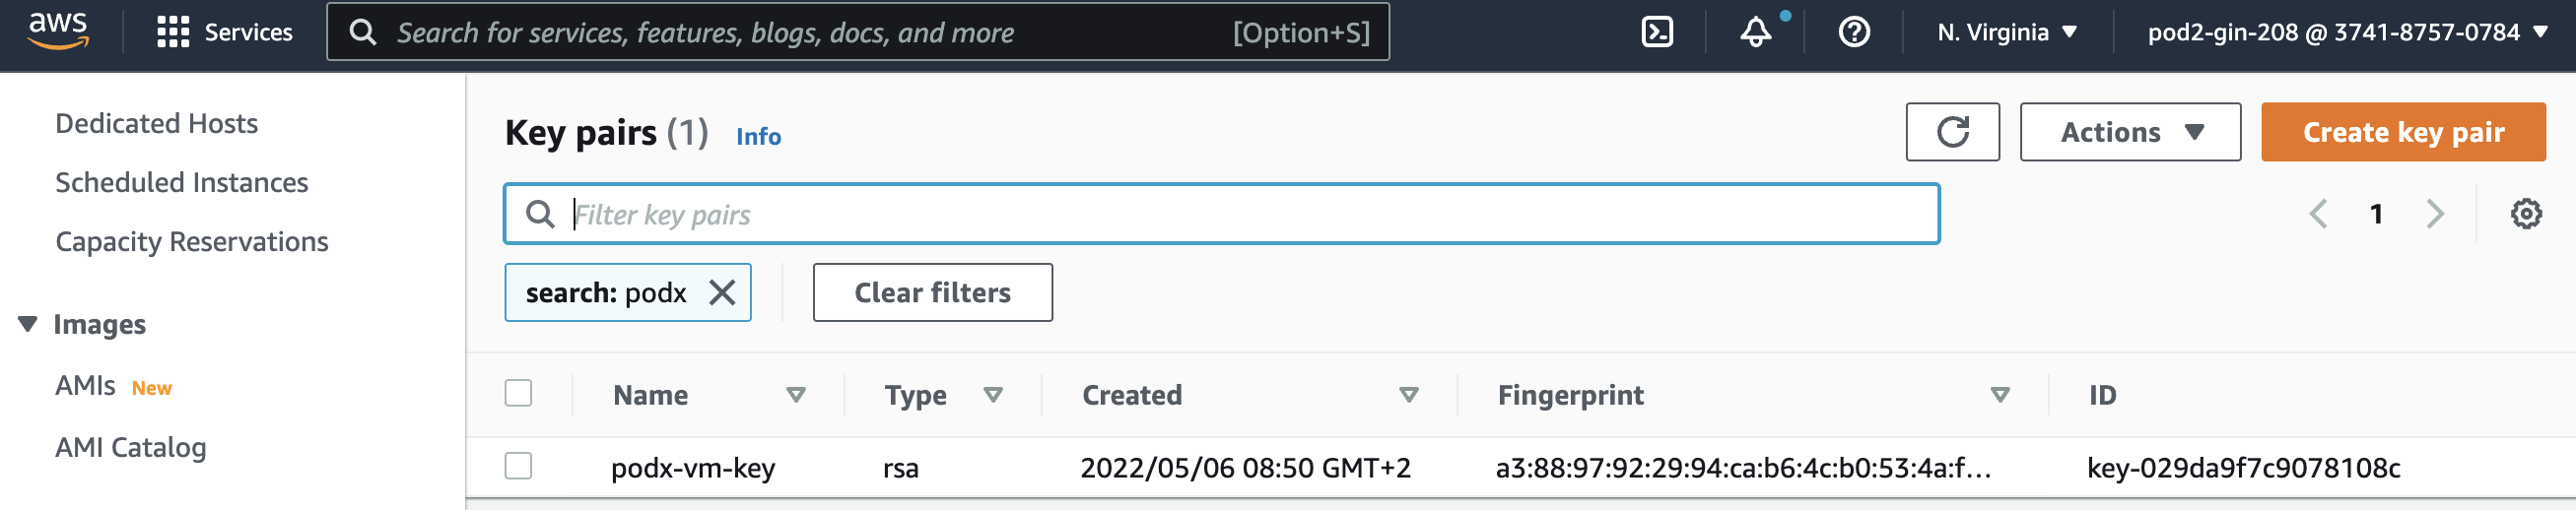 aws
Services
Search for services, features, blogs, docs, and more
[Option+S]
N. Virginia
pod2-gin-208 @ 3741-8757-0784
Dedicated Hosts
Scheduled Instances
Capacity Reservations
Images
AMIs New
AMI Catalog
Key pairs (1) Info
Actions
Create key pair
Filter key pairs
1
search: podx
Clear filters
Name Type Created Fingerprint ID
podx-vm-key rsa 2022/05/06 08:50 GMT+2 a3:88:97:92:29:94:ca:b6:4c:b0:53:4a:f... key-029da9f7c9078108c